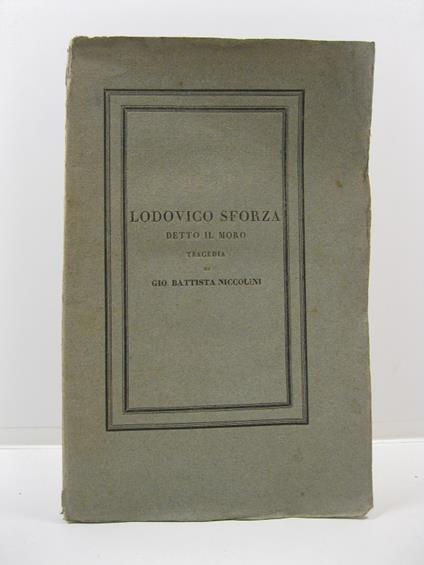 LODOVICO SFORZA
DETTO IL MORO
TRAGEDIA
DI
GIO. BATTISTA NICCOLINI